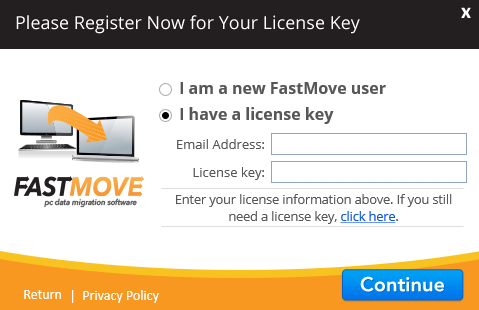 Please Register Now for Your License Key
x
I am a new FastMove user
I have a license key
Email Address:
License key:
FASTMOVE
pc data migration software
Enter your license information above. If you still
need a license key, click here.
Return | Privacy Policy
Continue